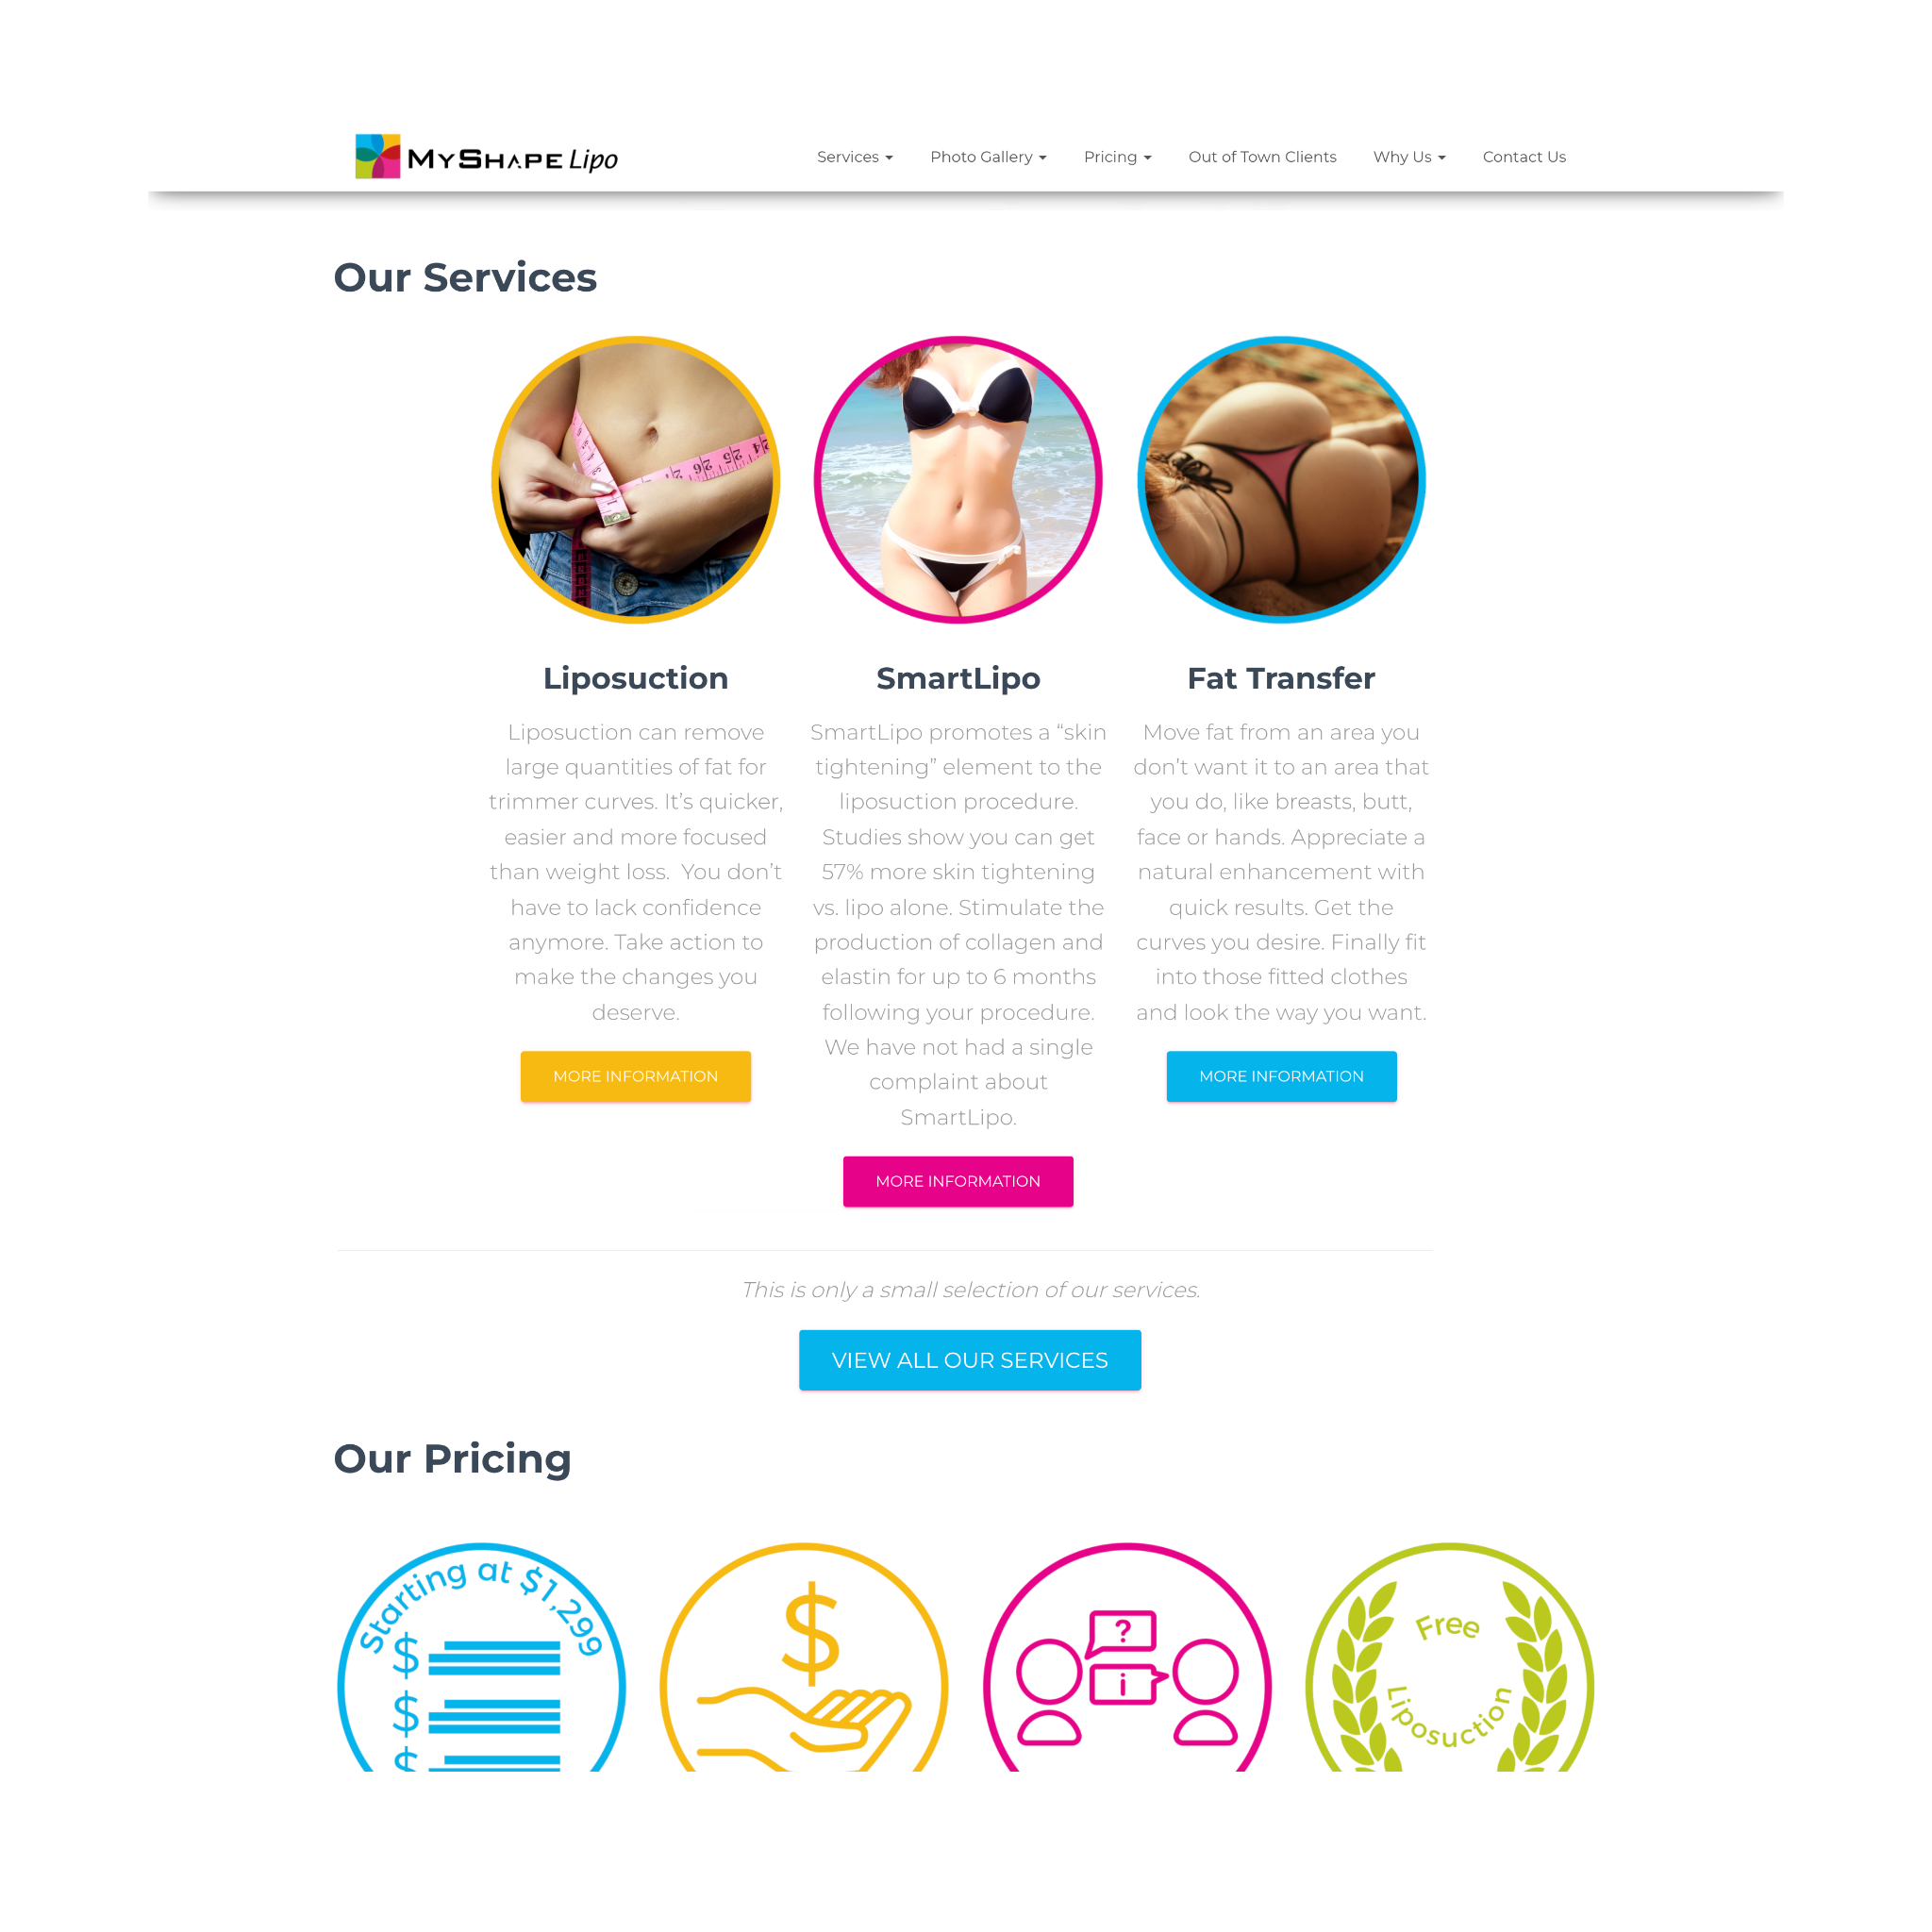 MYSHAPE Lipo
Services
Photo Gallery
Pricing
Out of Town Clients
Why Us
Contact Us
Our Services
Liposuction
Liposuction can remove
large quantities of fat for
trimmer curves. It’s quicker,
easier and more focused
than weight loss.  You don’t
have to lack confidence
anymore. Take action to
make the changes you
deserve.
MORE INFORMATION
SmartLipo
SmartLipo promotes a “skin
tightening” element to the
liposuction procedure.
Studies show you can get
57% more skin tightening
vs. lipo alone. Stimulate the
production of collagen and
elastin for up to 6 months
following your procedure.
We have not had a single
complaint about
SmartLipo.
MORE INFORMATION
Fat Transfer
Move fat from an area you
don’t want it to an area that
you do, like breasts, butt,
face or hands. Appreciate a
natural enhancement with
quick results. Get the
curves you desire. Finally fit
into those fitted clothes
and look the way you want.
MORE INFORMATION
This is only a small selection of our services.
VIEW ALL OUR SERVICES
Our Pricing
Starting at $1,299
$
$
$
$
?
i
Free
Liposuction